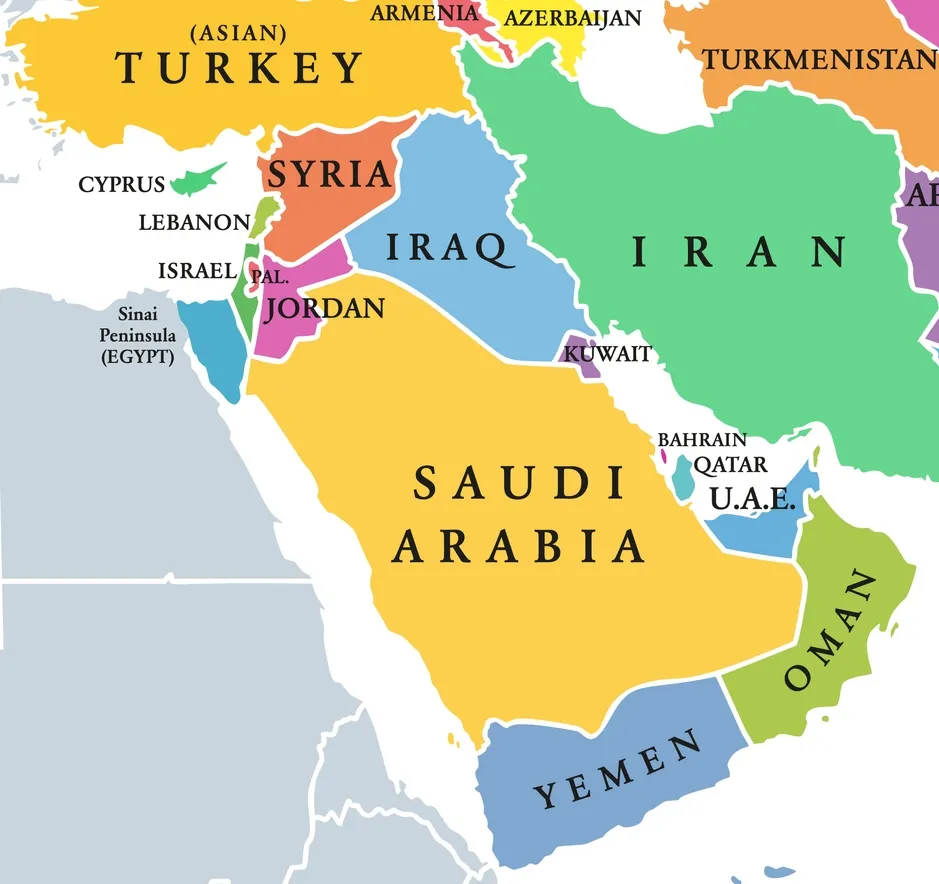 ARMENIA
AZERBAIJAN
(ASIAN)
TURKEY
TURKMENISTAN
SYRIA
CYPRUS
LEBANON
IRAQ
IRAN
ISRAEL
PAL.
JORDAN
Sinai
Peninsula
(EGYPT)
KUWAIT
BAHRAIN
QATAR
U.A.E.
SAUDI
ARABIA
OMAN
YEMEN